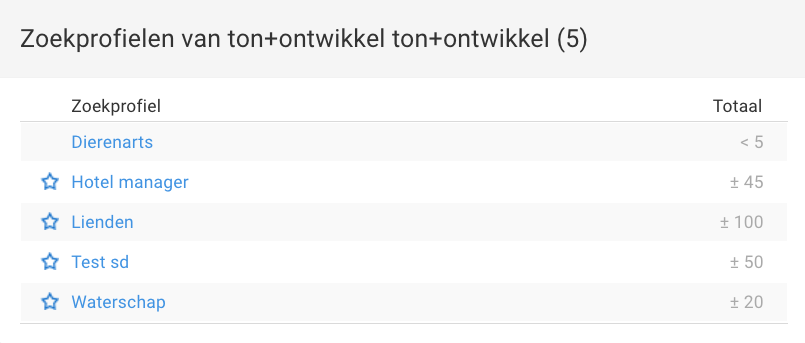 Zoekprofielen van ton+ontwikkel ton+ontwikkel (5)
Zoekprofiel Totaal
Dierenarts < 5
Hotel manager ± 45
Lienden ± 100
Test sd ± 50
Waterschap ± 20